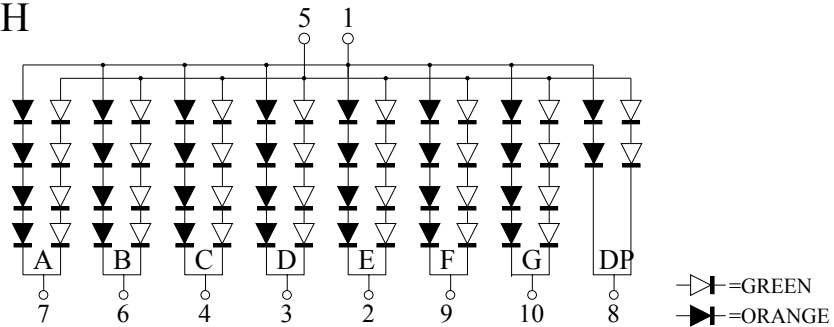 H
5 1
A B C D E F G DP
7 6 4 3 2 9 10 8
=GREEN
=ORANGE